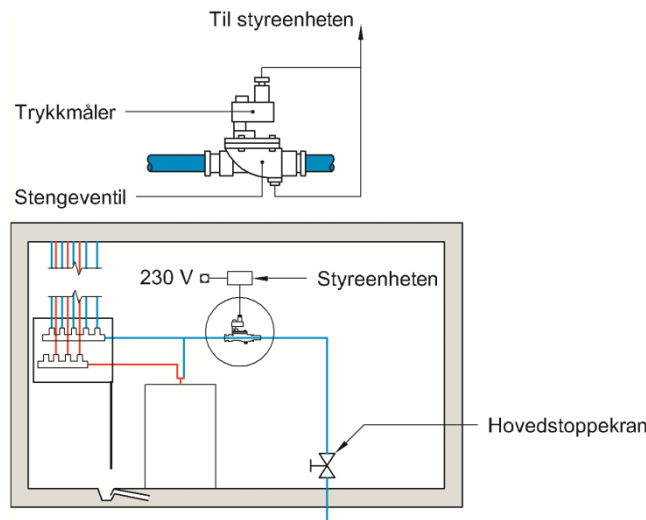 Til styreenheten
Trykkmåler
Stengeventil
230 V
Styreenheten
Hovedstoppekran